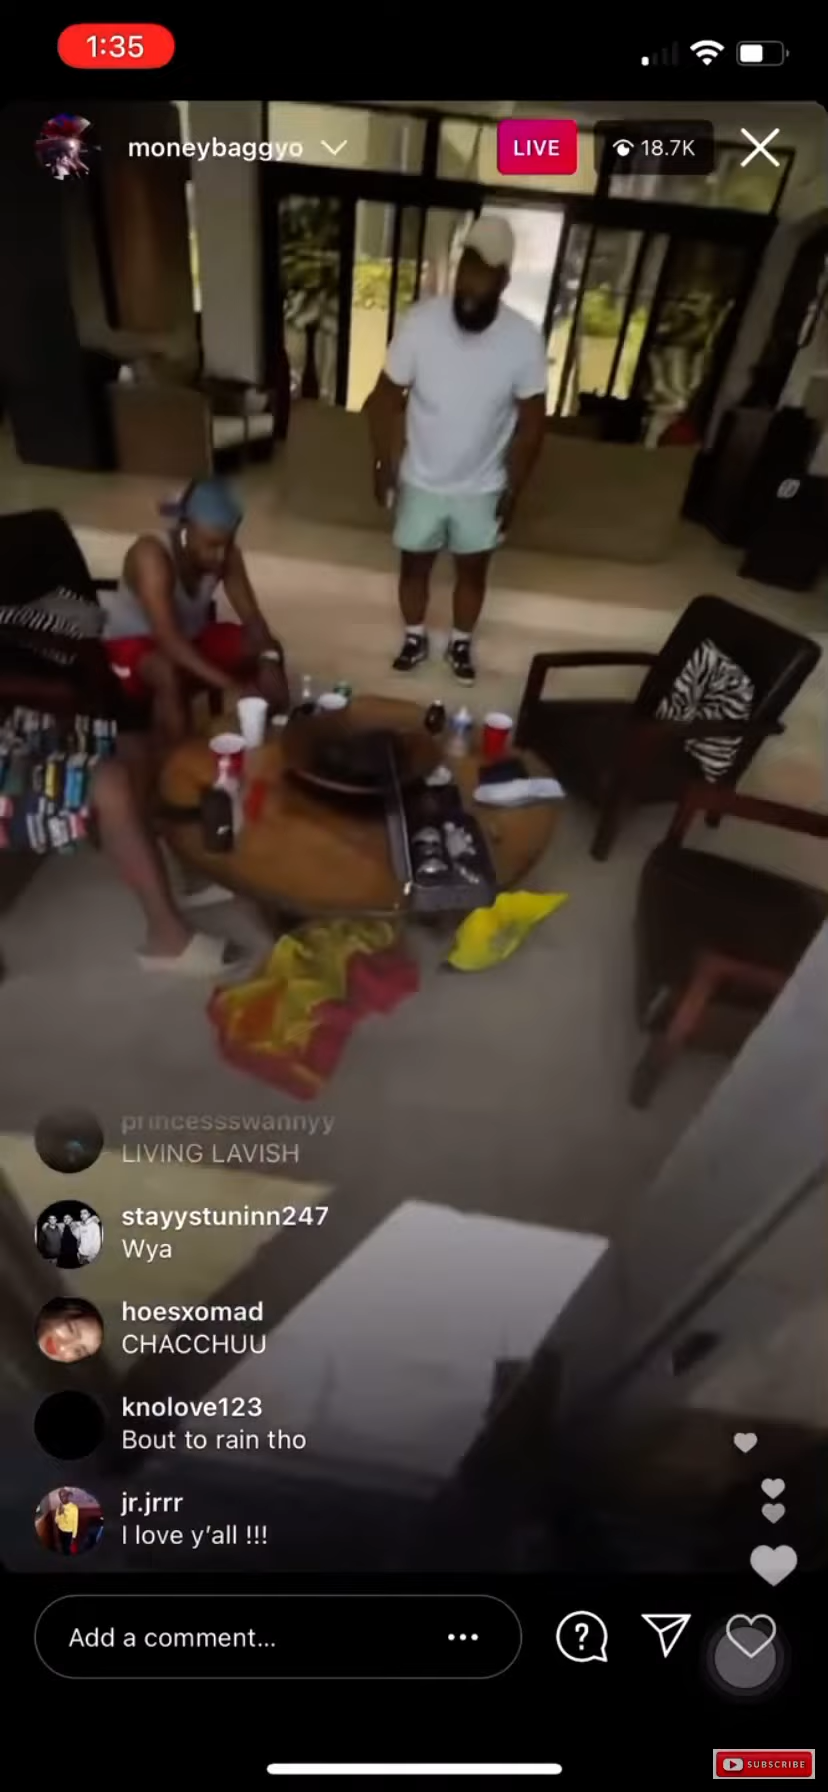 1:35
moneybaggyo
LIVE
18.7K
princessswannyy
LIVING LAVISH
stayystuninn247
Wya
hoesxomad
CHACCHUU
knolove123
Bout to rain tho
jr.jrrr
I love y'all !!!
Add a comment...
SUBSCRIBE